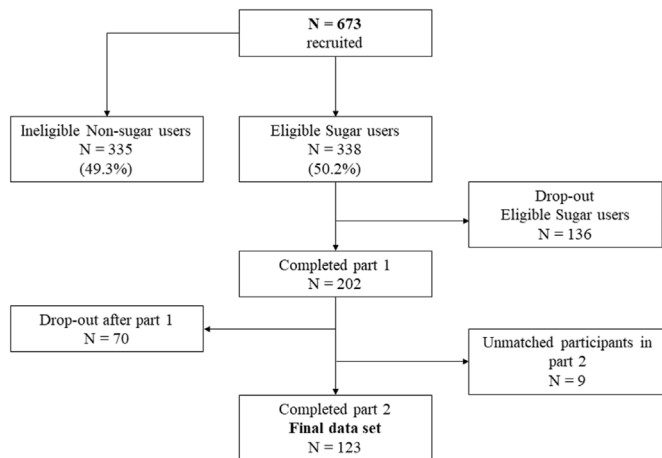 N = 673
recruited
Ineligible Non-sugar users
N = 335
(49.3%)
Eligible Sugar users
N = 338
(50.2%)
Drop-out
Eligible Sugar users
N = 136
Completed part 1
N = 202
Drop-out after part 1
N = 70
Unmatched participants in
part 2
N = 9
Completed part 2
Final data set
N = 123